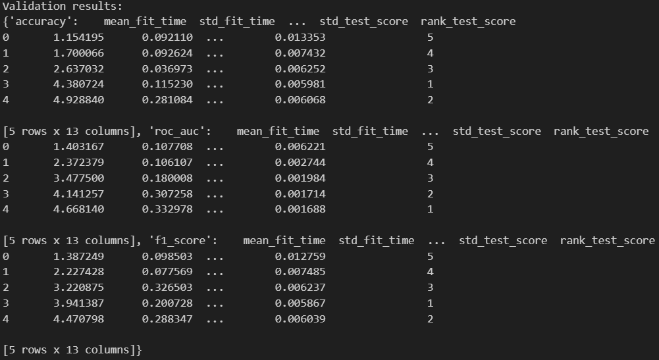 Validation results:
{'accuracy':    mean_fit_time  std_fit_time  ...  std_test_score  rank_test_score
0       1.154195      0.092110  ...        0.013353                5
1       1.700066      0.092624  ...        0.007432                4
2       2.637032      0.036973  ...        0.006252                3
3       4.380724      0.115230  ...        0.005981                1
4       4.928840      0.281084  ...        0.006068                2
[5 rows x 13 columns], 'roc_auc':    mean_fit_time  std_fit_time  ...  std_test_score  rank_test_score
0       1.403167      0.107708  ...        0.006221                5
1       2.372379      0.106107  ...        0.002744                4
2       3.477500      0.180008  ...        0.001984                3
3       4.141257      0.307258  ...        0.001714                2
4       4.668140      0.332978  ...        0.001688                1
[5 rows x 13 columns], 'f1_score':    mean_fit_time  std_fit_time  ...  std_test_score  rank_test_score
0       1.387249      0.098503  ...        0.012759                5
1       2.227428      0.077569  ...        0.007485                4
2       3.220875      0.326503  ...        0.006237                3
3       3.941387      0.200728  ...        0.005867                1
4       4.470798      0.288347  ...        0.006039                2
[5 rows x 13 columns]}